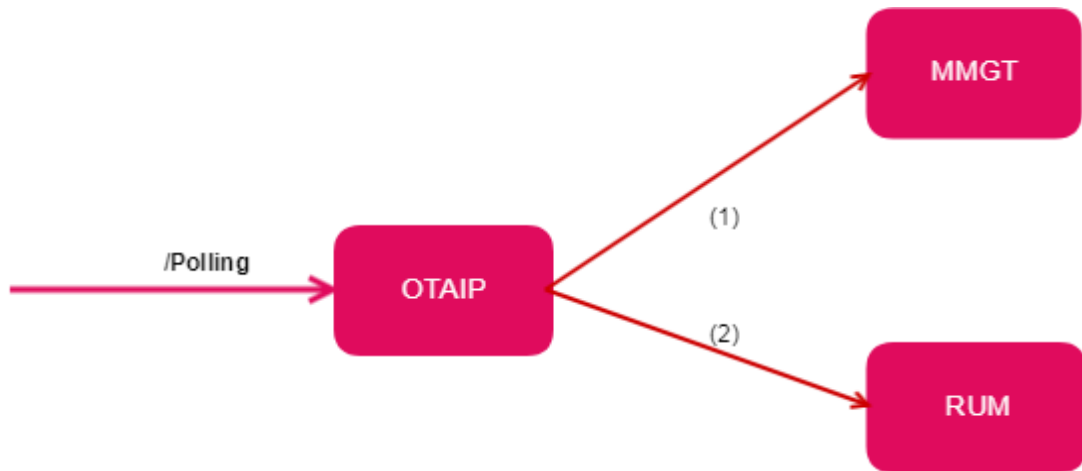 MMGT
(1)
/Polling
OTAIP
(2)
RUM